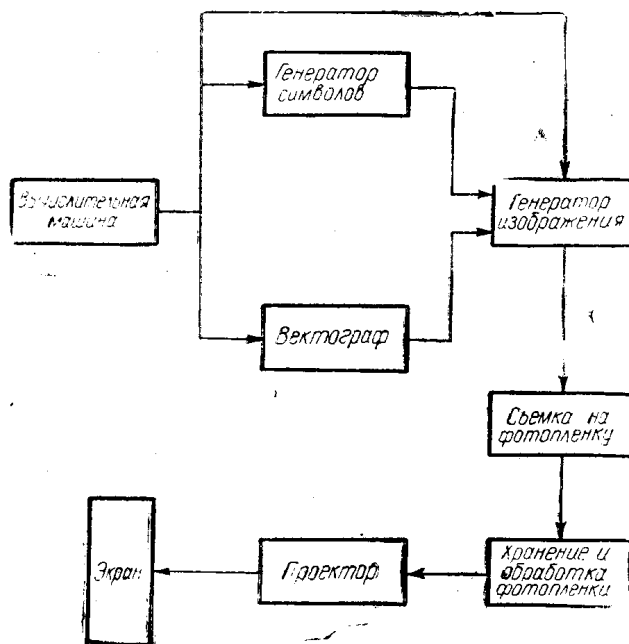 Генератор
символов
Вычислительная
машина
Генератор
изображения
Вектограф
Съемка на
фотопленку
Экран
Проектор
Хранение и
обработка
фотопленки